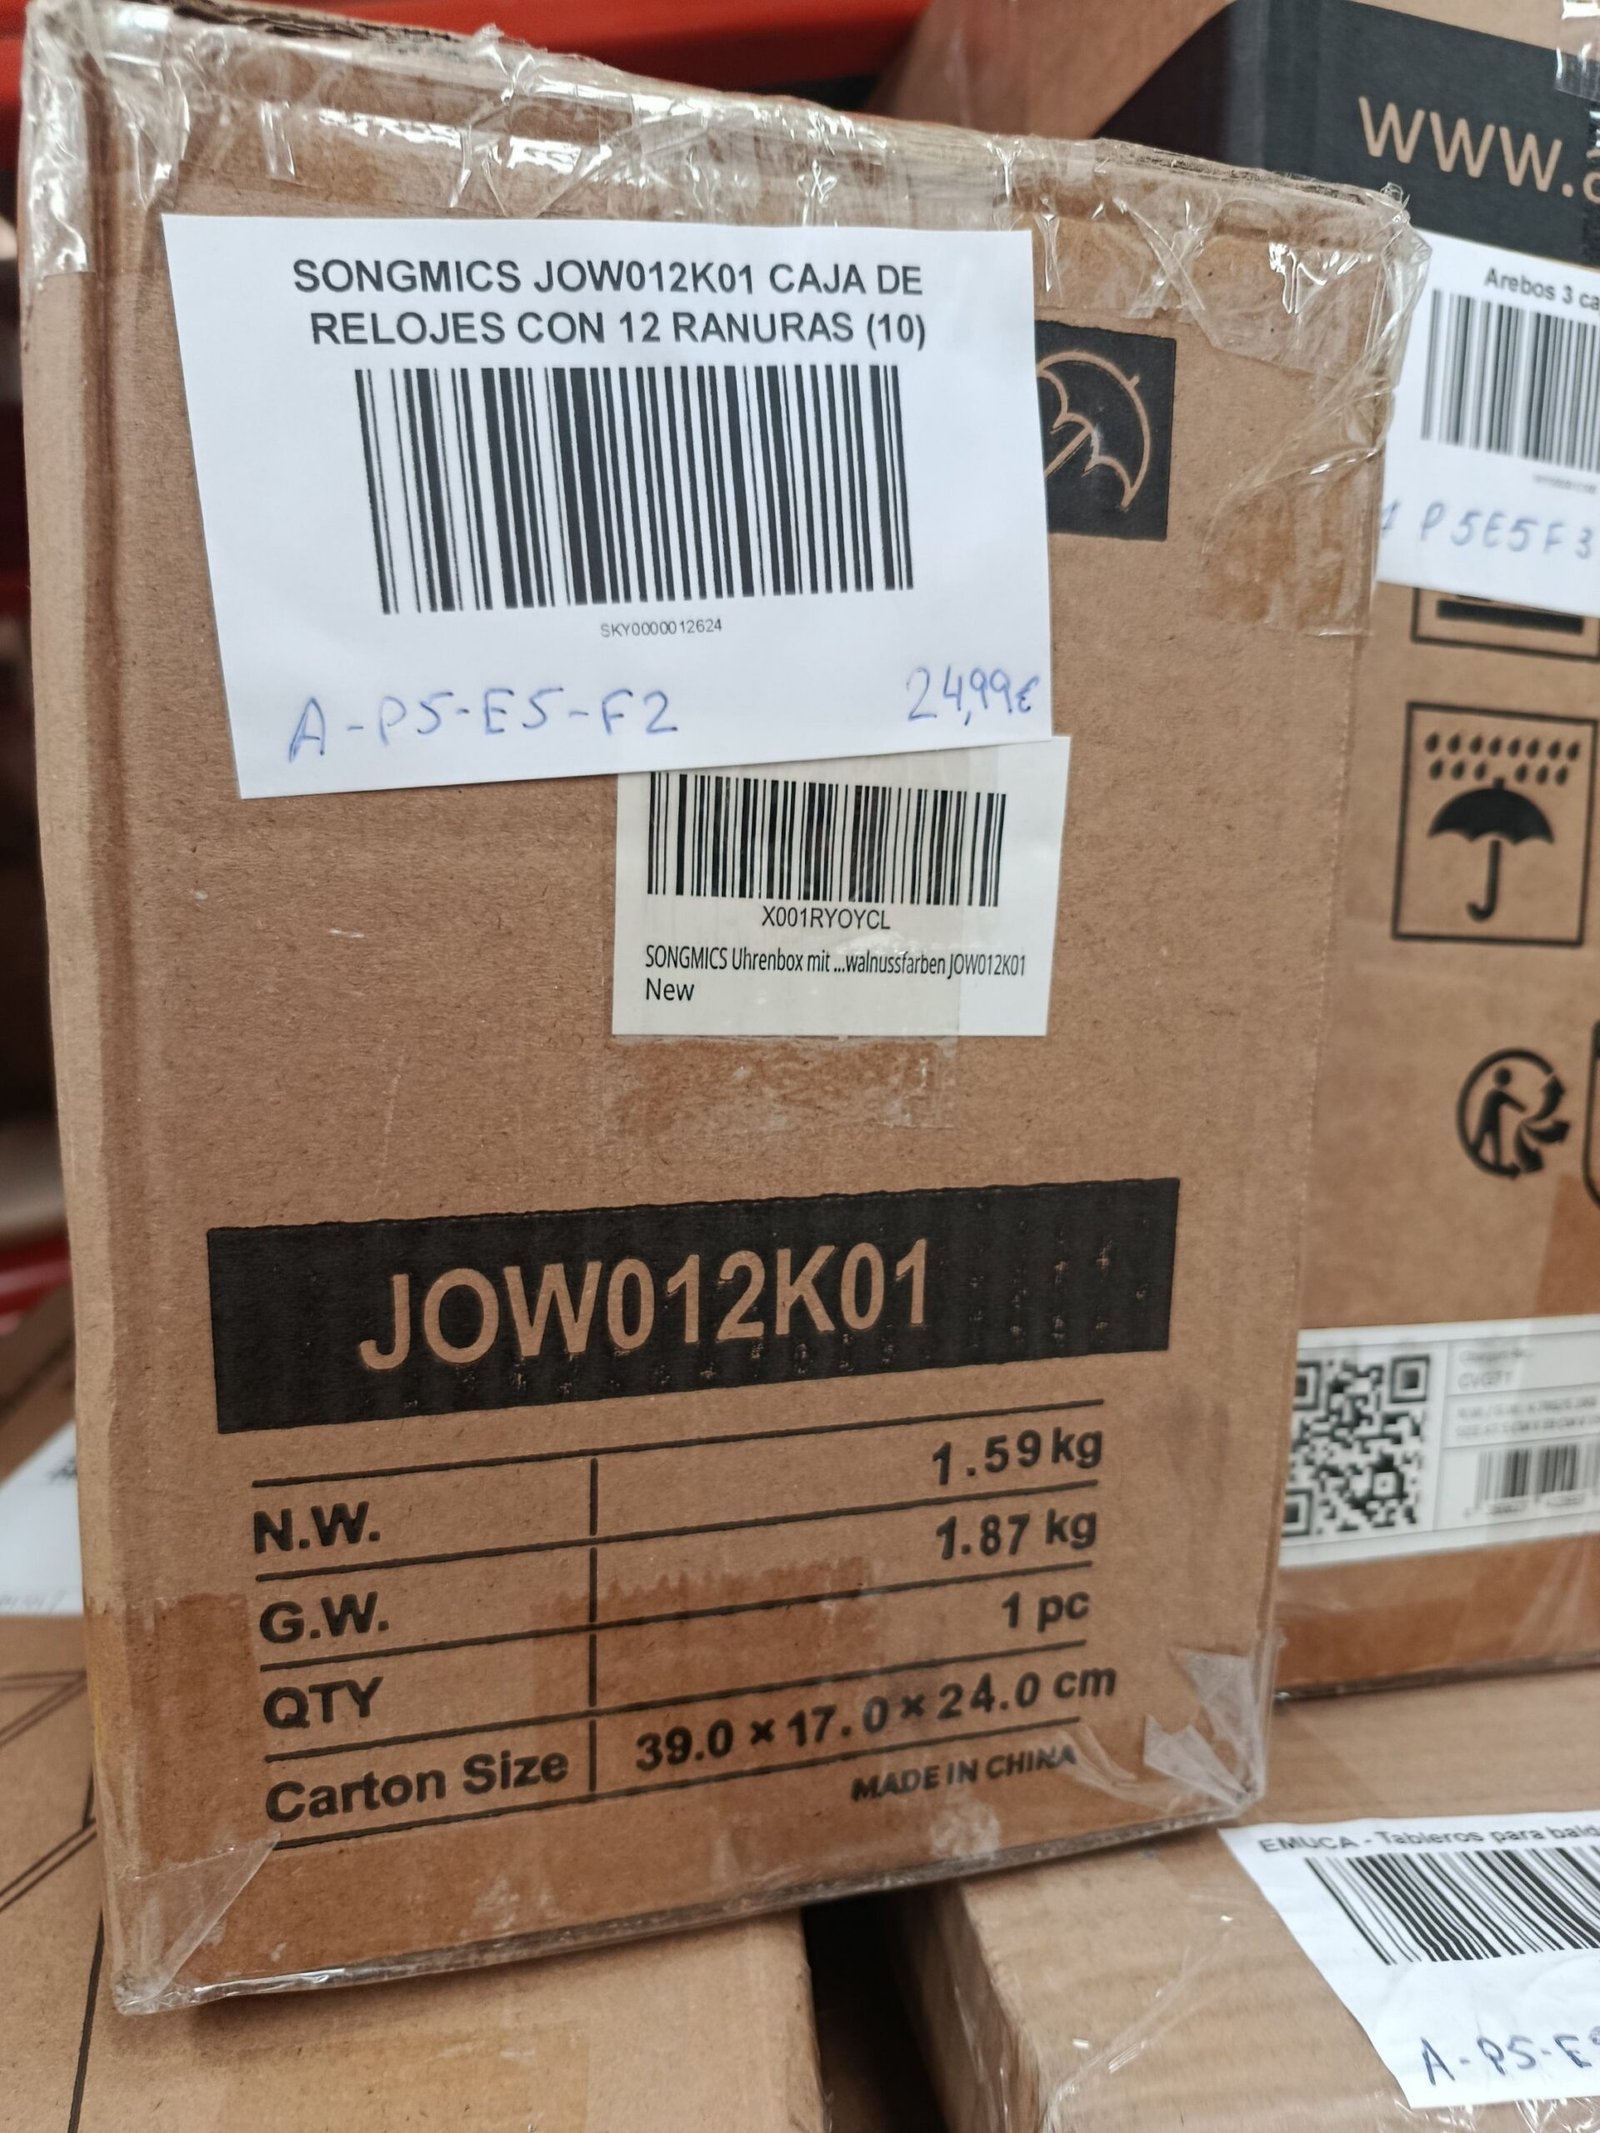 SONGMICS JOW012K01 CAJA DE
RELOJES CON 12 RANURAS (10)
SKY0000012624
A-P5-E5-F2
24,99€
X001RYOYCL
SONGMICS Uhrenbox mit ...walnussfarben JOW012K01
New
JOW012K01
N.W. 1.59 kg
G.W. 1.87 kg
QTY 1 pc
Carton Size 39.0 × 17.0 × 24.0 cm
MADE IN CHINA
www.
Arebos 3
P5E5F3
EMUCA - Tableros para
A-P5-E